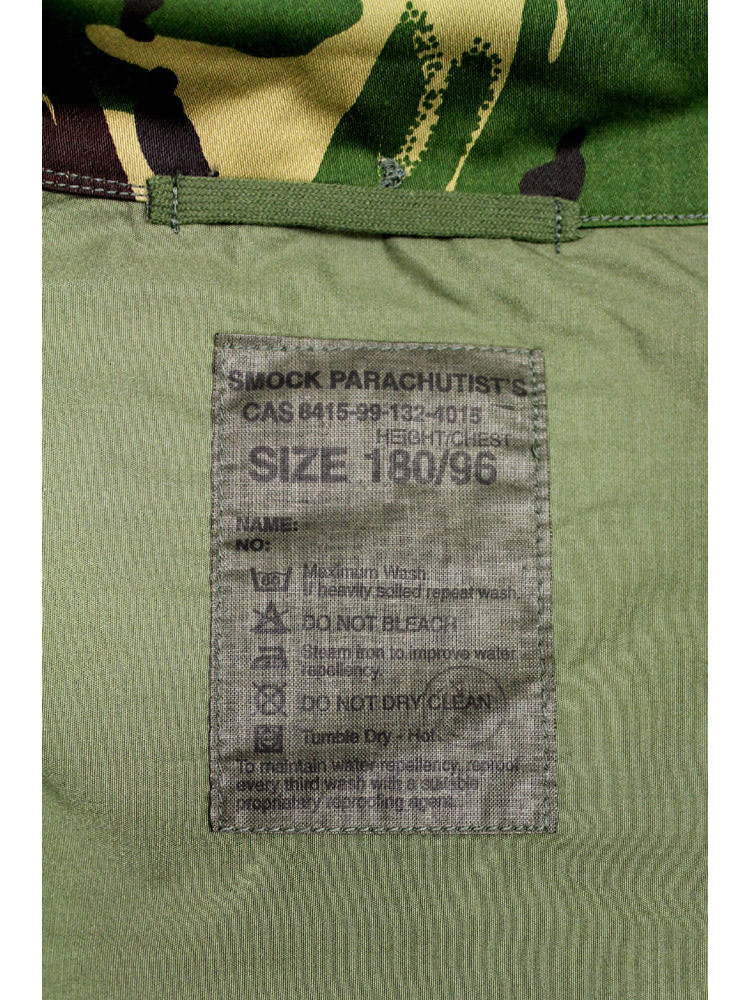 SMOCK PARACHUTIST'S
CAS 8415-99-132-4015
HEIGHT/CHEST
SIZE 180/96
NAME:
NO:
Maximum Wash
If heavily soiled repeat wash.
DO NOT BLEACH
Steam iron to improve water
repellency.
DO NOT DRY CLEAN
Tumble Dry - Hot
To maintain water repellency, reproof
every third wash with a suitable
proprietary reproofing agent.